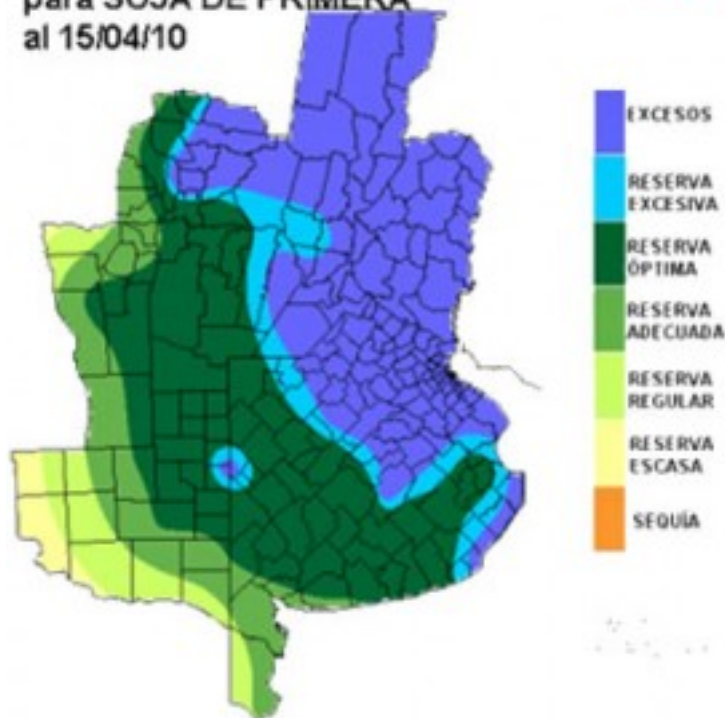 para SOJA DE PRIMERA
al 15/04/10
EXCESOS
RESERVA
EXCESIVA
RESERVA
ÓPTIMA
RESERVA
ADECUADA
RESERVA
REGULAR
RESERVA
ESCASA
SEQUÍA